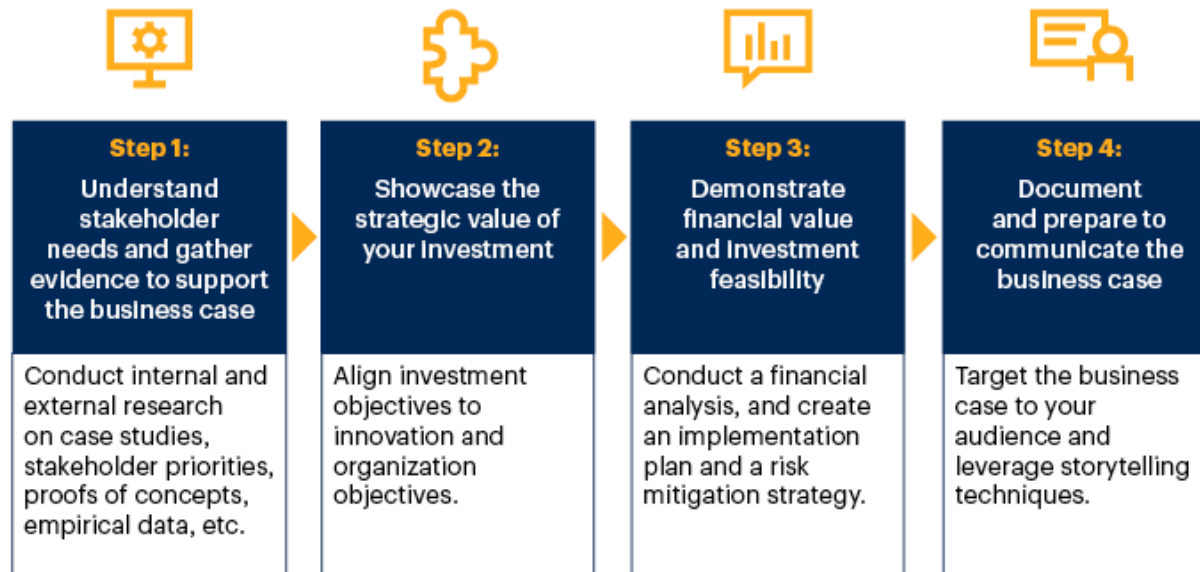 Step 1:
Understand
stakeholder
needs and gather
evidence to support
the business case
Conduct internal and
external research
on case studies,
stakeholder priorities,
proofs of concepts,
empirical data, etc.
Step 2:
Showcase the
strategic value of
your investment
Align investment
objectives to
innovation and
organization
objectives.
Step 3:
Demonstrate
financial value
and investment
feasibility
Conduct a financial
analysis, and create
an implementation
plan and a risk
mitigation strategy.
Step 4:
Document
and prepare to
communicate the
business case
Target the business
case to your
audience and
leverage storytelling
techniques.